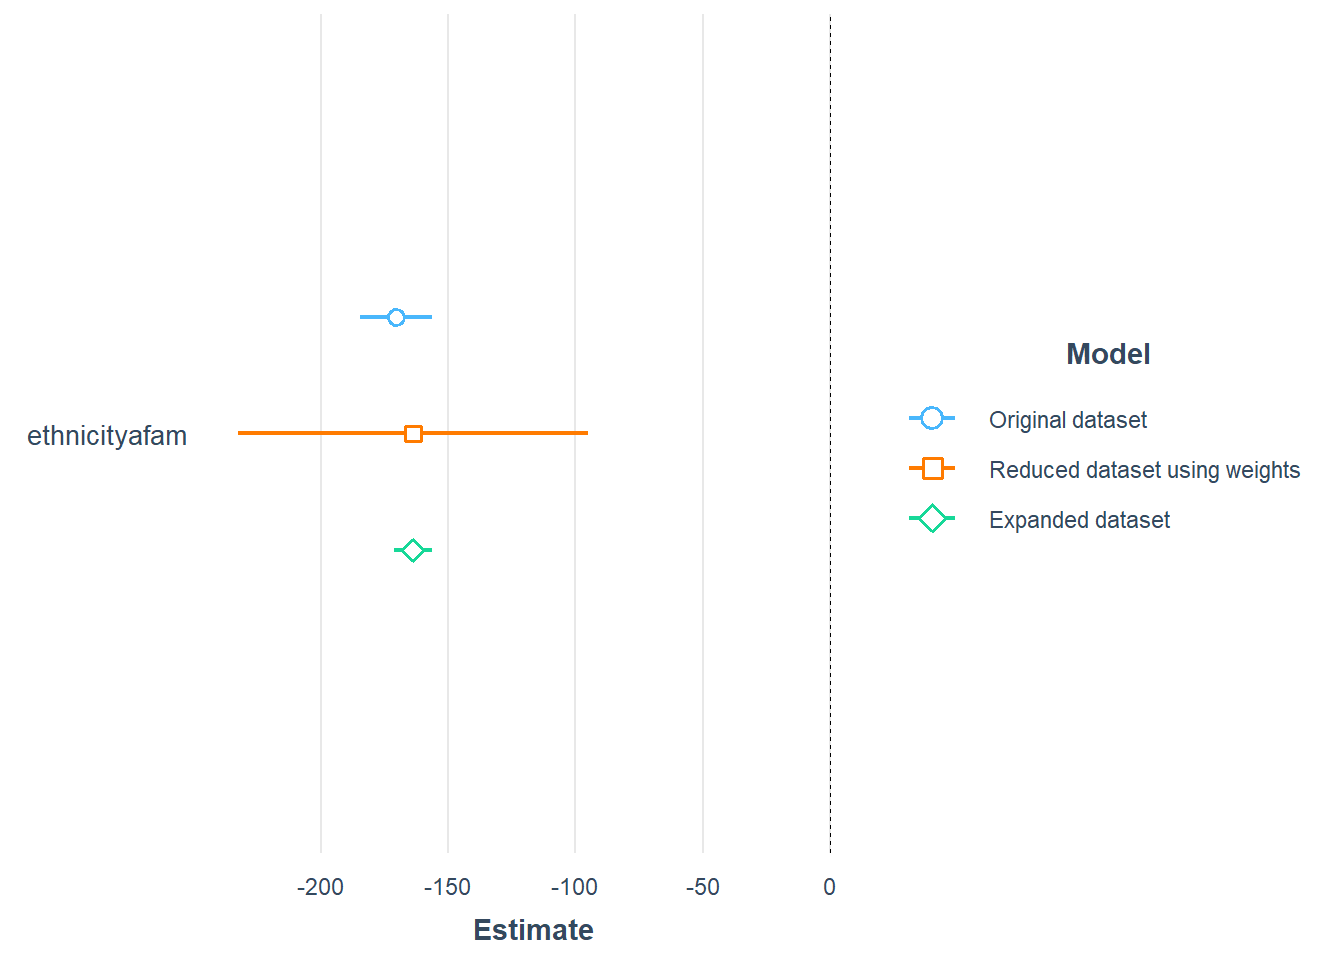 ethnicityafam
-200
-150
-100
-50
0
Estimate
Model
Original dataset
Reduced dataset using weights
Expanded dataset